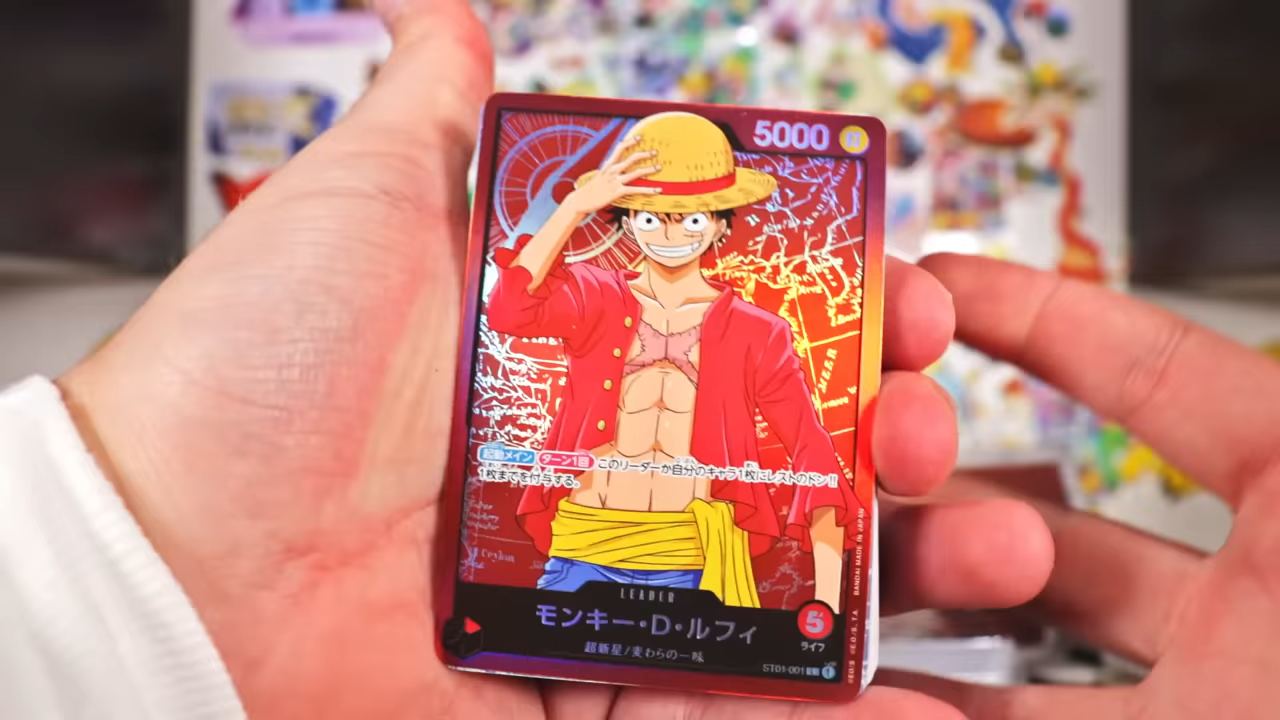 5000
起動メイン ターン1回 このリーダーか自分のキャラ1枚にレストのドン!!
1枚までを付与する。
Ceylon
LEADER
モンキー・D・ルフィ
5
ライフ
超新星/麦わらの一味
ST01-001
BANDAI MADE IN JAPAN